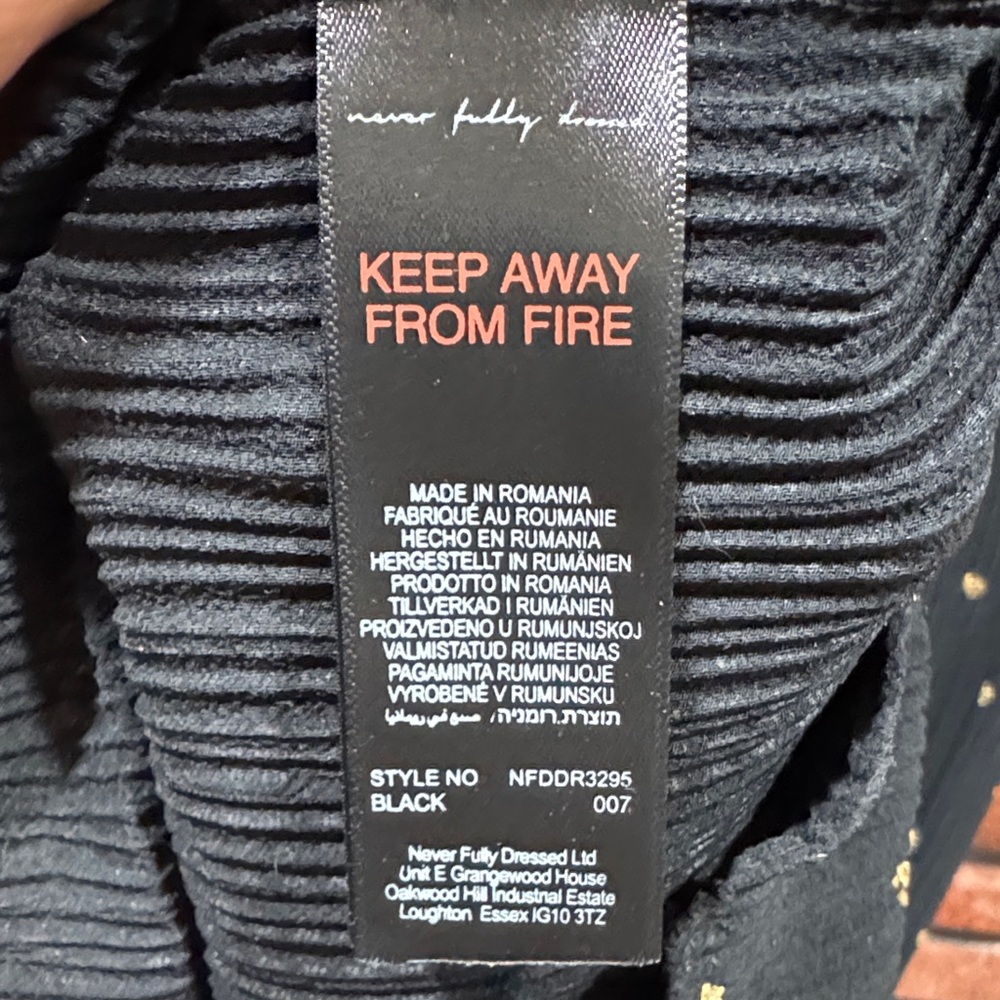 never fully dressed
KEEP AWAY
FROM FIRE
MADE IN ROMANIA
FABRIQUÉ AU ROUMANIE
HECHO EN RUMANIA
HERGESTELLT IN RUMÄNIEN
PRODOTTO IN ROMANIA
TILLVERKAD I RUMÄNIEN
PROIZVEDENO U RUMUNJSKOJ
VALMISTATUD RUMEENIAS
PAGAMINTA RUMUNIJOJE
VYROBENÉ V RUMUNSKU
תוצרת.רומניה /
STYLE NO NFDDR3295
BLACK 007
Never Fully Dressed Ltd
Unit E Grangewood House
Oakwood Hill Industrial Estate
Loughton Essex IG10 3TZ